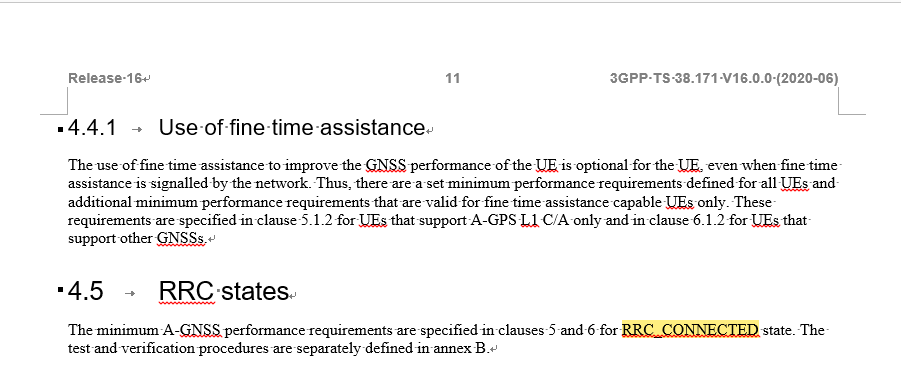 Release 16
11
3GPP TS 38.171 V16.0.0 (2020-06)
4.4.1 Use of fine time assistance
The use of fine time assistance to improve the GNSS performance of the UE is optional for the UE, even when fine time
assistance is signalled by the network. Thus, there are a set minimum performance requirements defined for all UEs and
additional minimum performance requirements that are valid for fine time assistance capable UEs only. These
requirements are specified in clause 5.1.2 for UEs that support A-GPS L1 C/A only and in clause 6.1.2 for UEs that
support other GNSSs.
4.5 RRC states
The minimum A-GNSS performance requirements are specified in clauses 5 and 6 for RRC_CONNECTED state. The
test and verification procedures are separately defined in annex B.